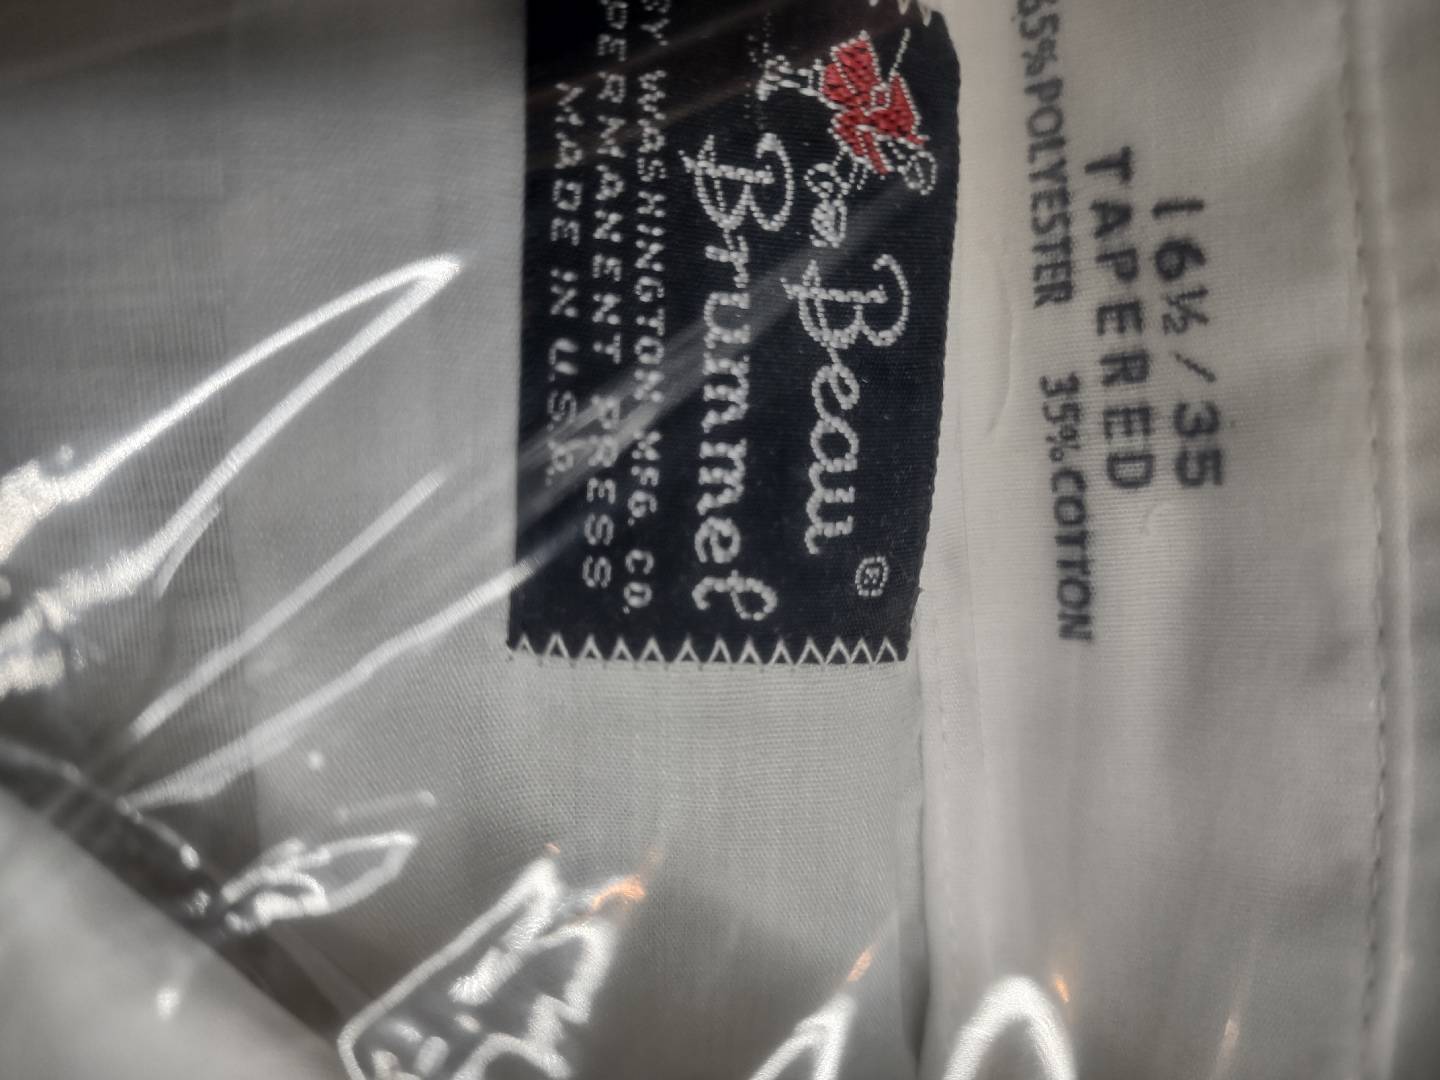 16½/35
TAPERED
65% POLYESTER 35% COTTON
Beau ®
Brummel
BY WASHINGTON MFG. CO.
PERMANENT PRESS
MADE IN U.S.A.